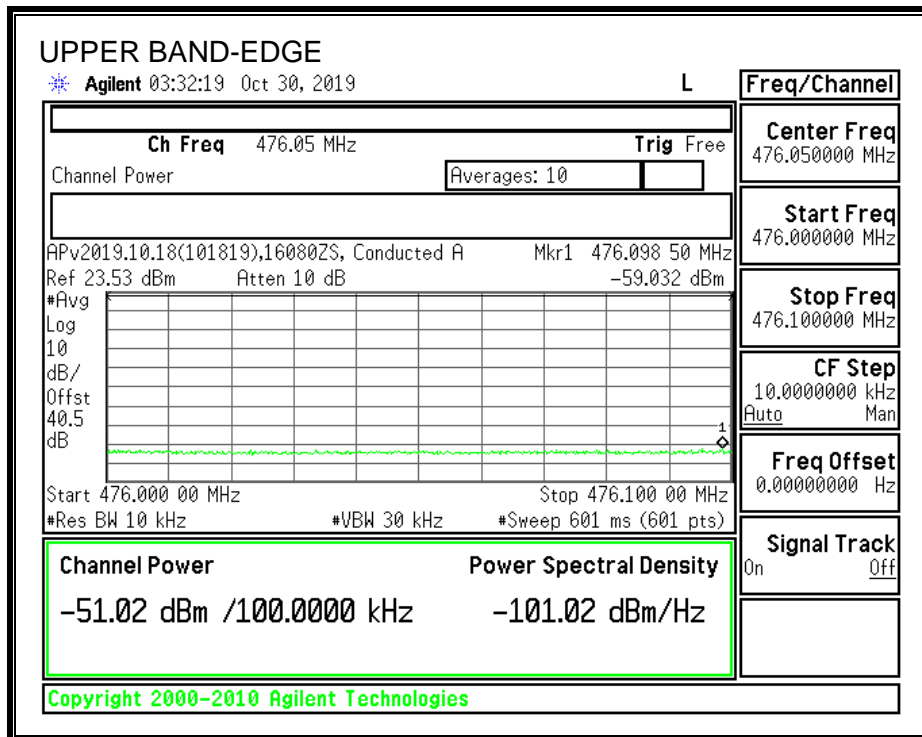 UPPER BAND-EDGE
Agilent 03:32:19 Oct 30, 2019 L
Freq/Channel
Ch Freq 476.05 MHz Trig Free
Channel Power Averages: 10
APv2019.10.18(101819),16080ZS, Conducted A Mkr1 476.098 50 MHz
Ref 23.53 dBm Atten 10 dB -59.032 dBm
#Avg
Log
10
dB/
Offst
40.5
dB
1
Start 476.000 00 MHz Stop 476.100 00 MHz
#Res BW 10 kHz #VBW 30 kHz #Sweep 601 ms (601 pts)
Channel Power Power Spectral Density
-51.02 dBm /100.0000 kHz -101.02 dBm/Hz
Copyright 2000-2010 Agilent Technologies
Center Freq
476.050000 MHz
Start Freq
476.000000 MHz
Stop Freq
476.100000 MHz
CF Step
10.0000000 kHz
Auto Man
Freq Offset
0.00000000 Hz
Signal Track
On Off